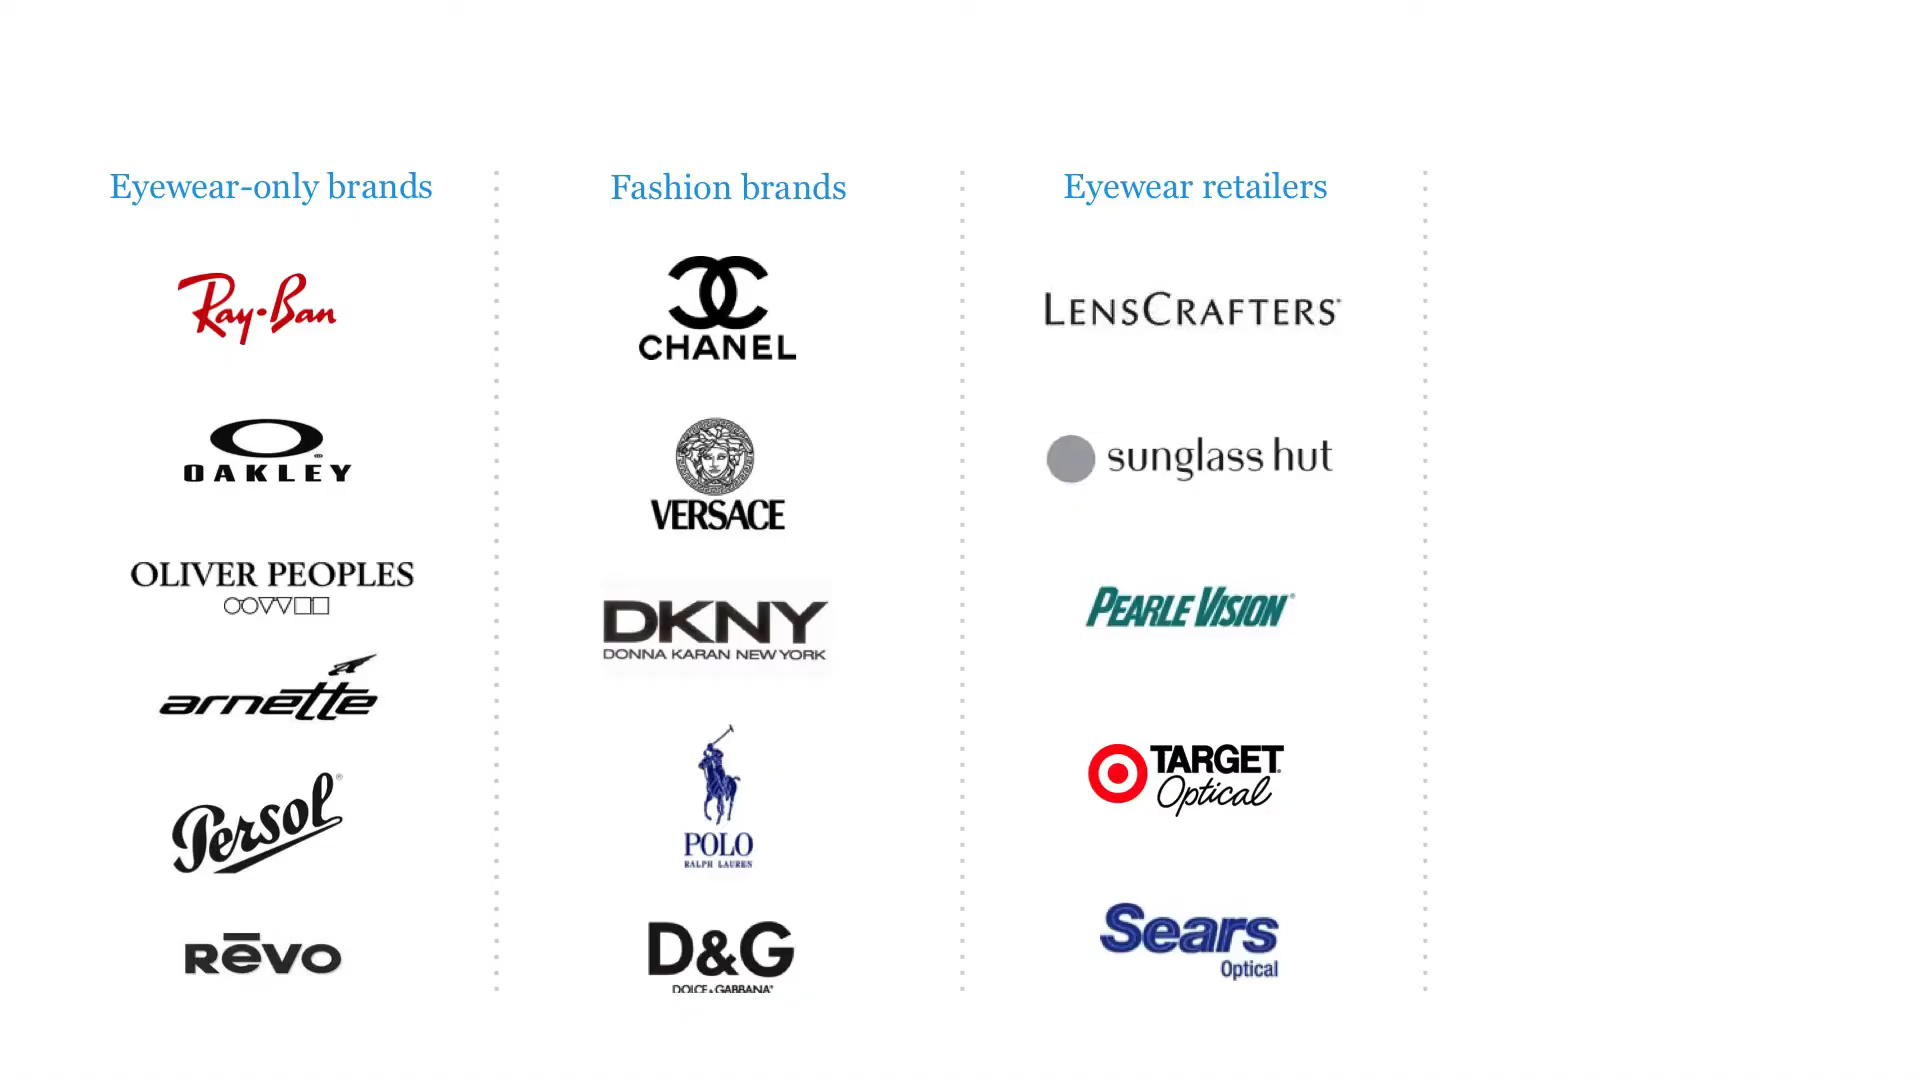 Eyewear-only brands
Ray-Ban
OAKLEY
OLIVER PEOPLES
arnette
Persol®
Rēvo
Fashion brands
CHANEL
VERSACE
DKNY
DONNA KARAN NEW YORK
POLO
RALPH LAUREN
D&G
DOLCE & GABBANA
Eyewear retailers
LENSCRAFTERS®
sunglass hut
PEARLE VISION®
TARGET
Optical
Sears
Optical